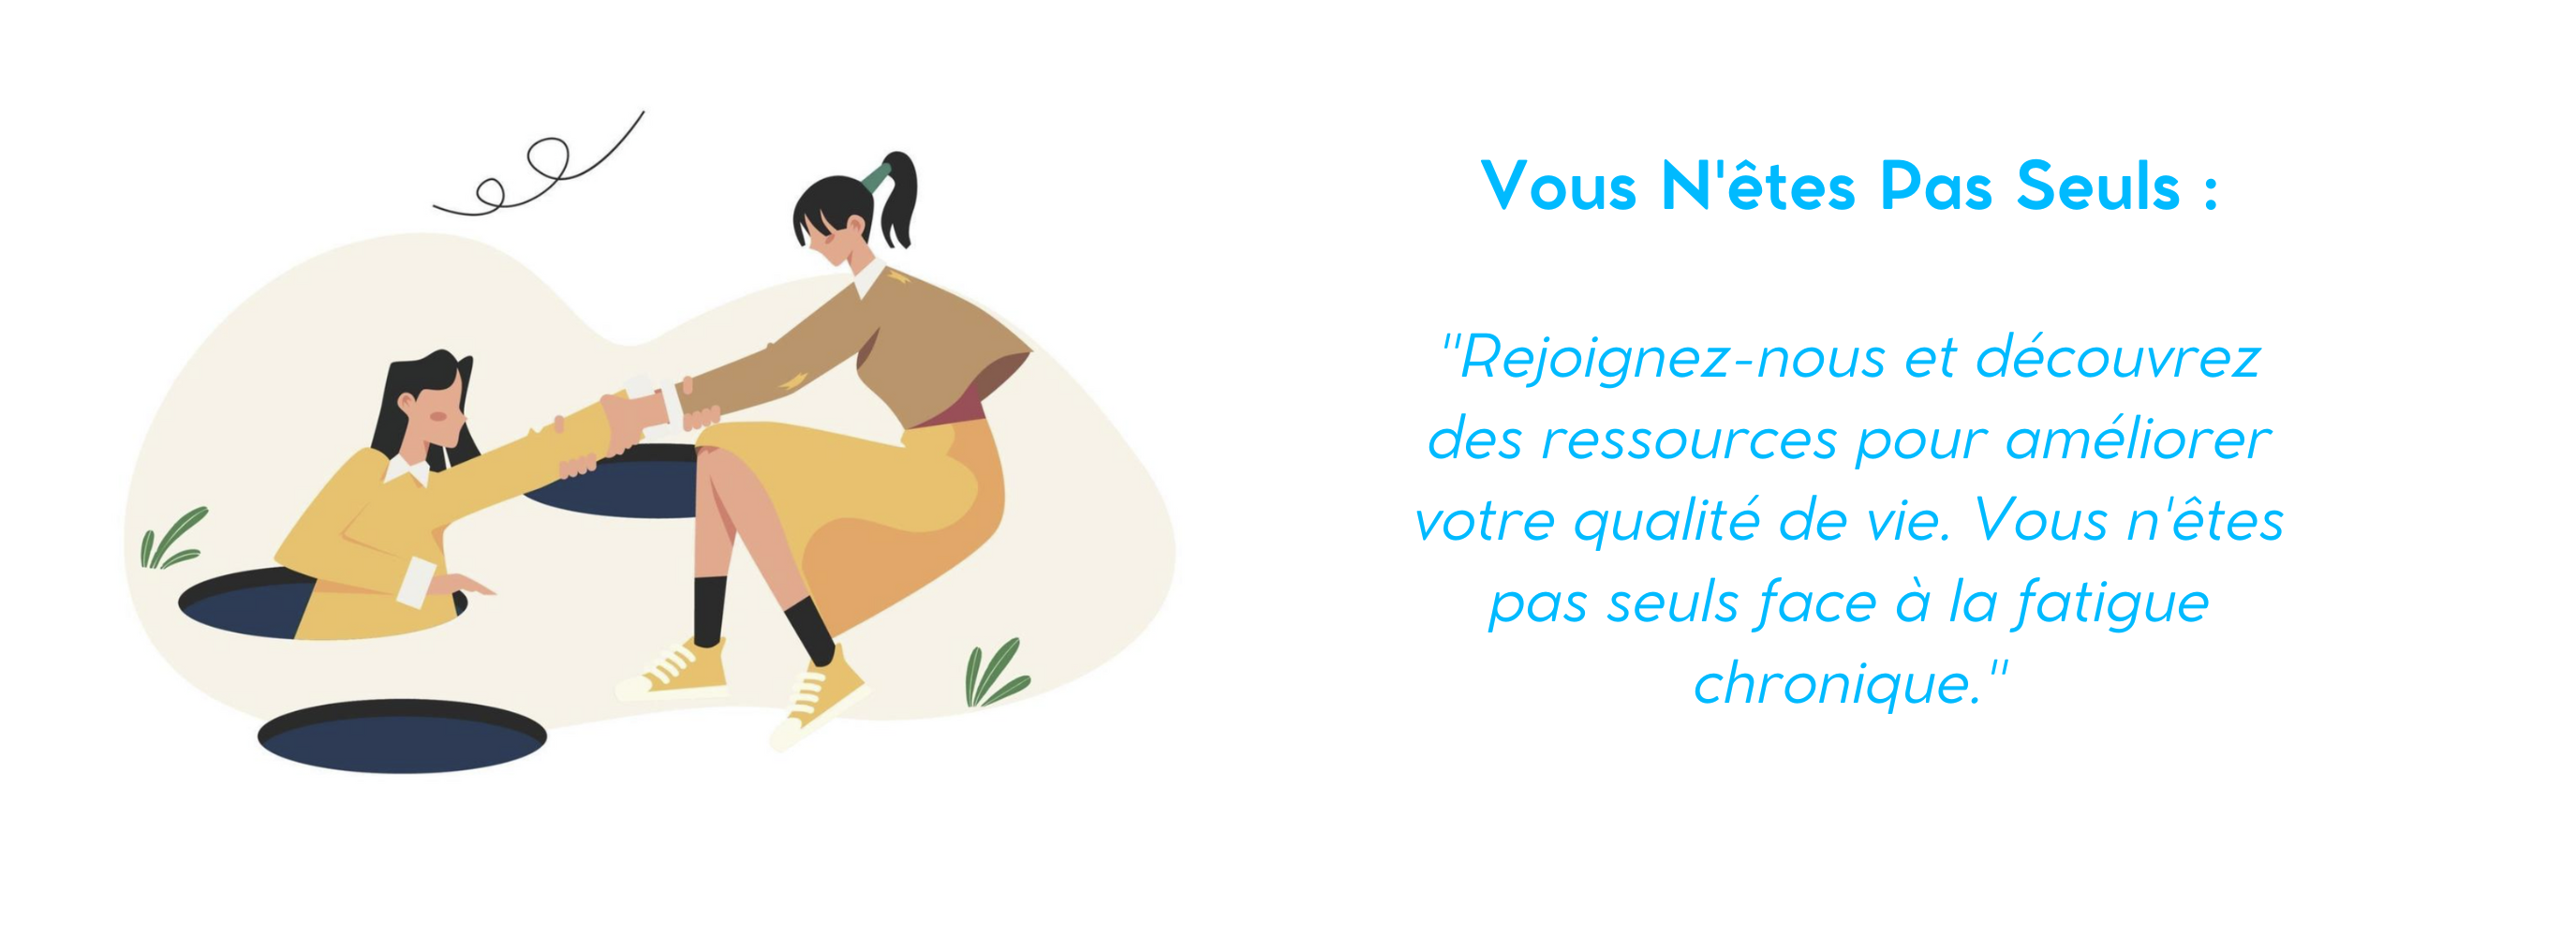 Vous N'êtes Pas Seuls :
"Rejoignez-nous et découvrez
des ressources pour améliorer
votre qualité de vie. Vous n'êtes
pas seuls face à la fatigue
chronique."